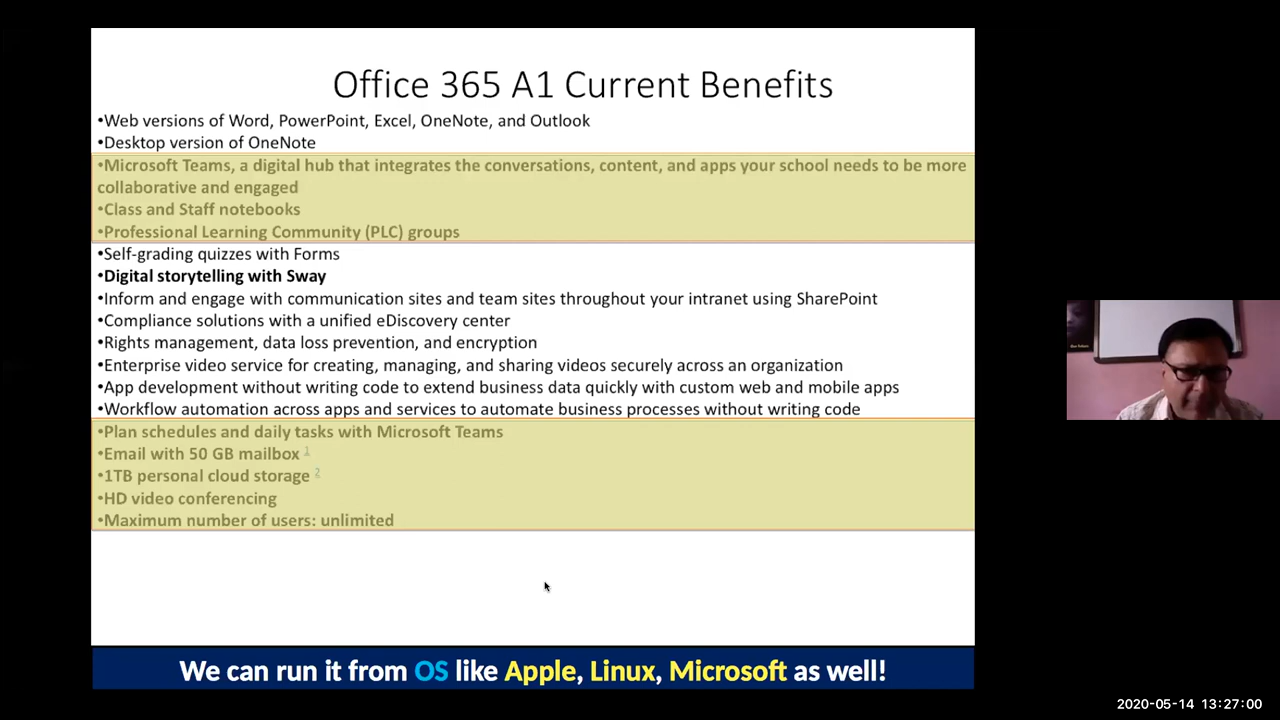 Office 365 A1 Current Benefits
•Web versions of Word, PowerPoint, Excel, OneNote, and Outlook
•Desktop version of OneNote
•Microsoft Teams, a digital hub that integrates the conversations, content, and apps your school needs to be more
collaborative and engaged
•Class and Staff notebooks
•Professional Learning Community (PLC) groups
•Self-grading quizzes with Forms
•Digital storytelling with Sway
•Inform and engage with communication sites and team sites throughout your intranet using SharePoint
•Compliance solutions with a unified eDiscovery center
•Rights management, data loss prevention, and encryption
•Enterprise video service for creating, managing, and sharing videos securely across an organization
•App development without writing code to extend business data quickly with custom web and mobile apps
•Workflow automation across apps and services to automate business processes without writing code
•Plan schedules and daily tasks with Microsoft Teams
•Email with 50 GB mailbox 1
•1TB personal cloud storage 2
•HD video conferencing
•Maximum number of users: unlimited
We can run it from OS like Apple, Linux, Microsoft as well!
2020-05-14 13:27:00